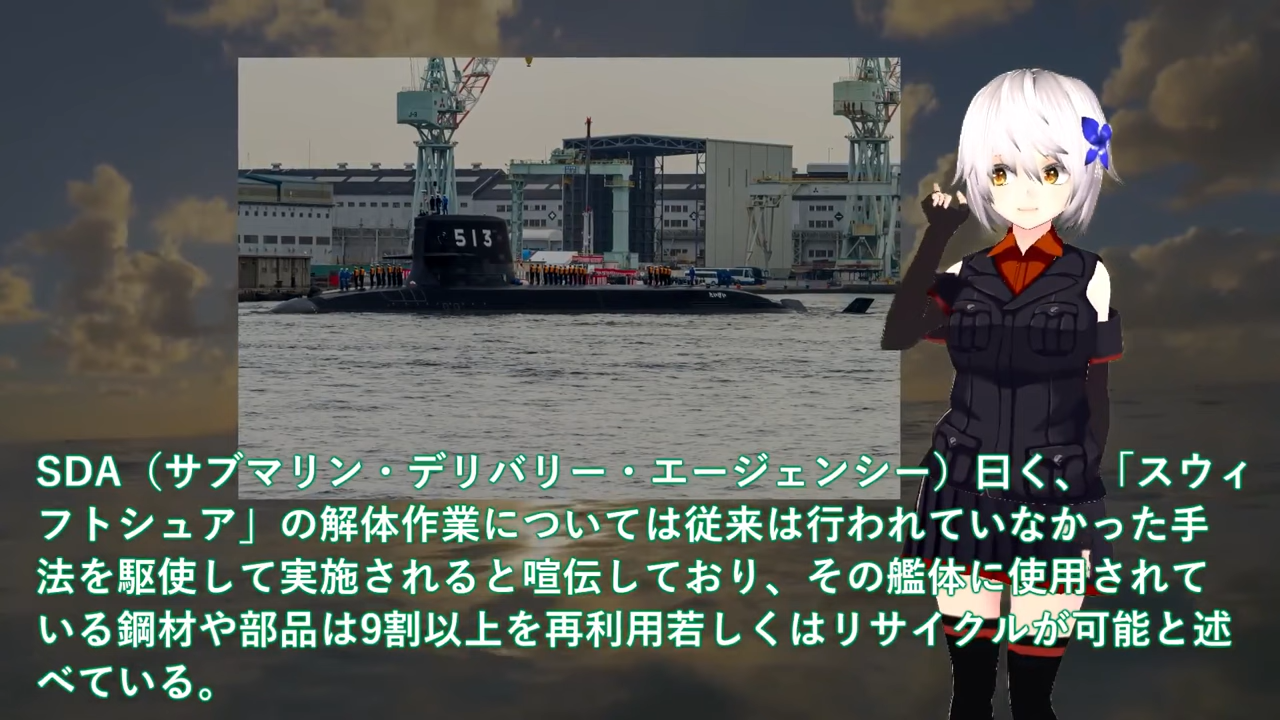 513
SDA（サブマリン・デリバリー・エージェンシー）曰く、「スウィ
フトシュア」の解体作業については従来は行われていなかった手
法を駆使して実施されると喧伝しており、その艦体に使用されて
いる鋼材や部品は9割以上を再利用若しくはリサイクルが可能と述
べている。